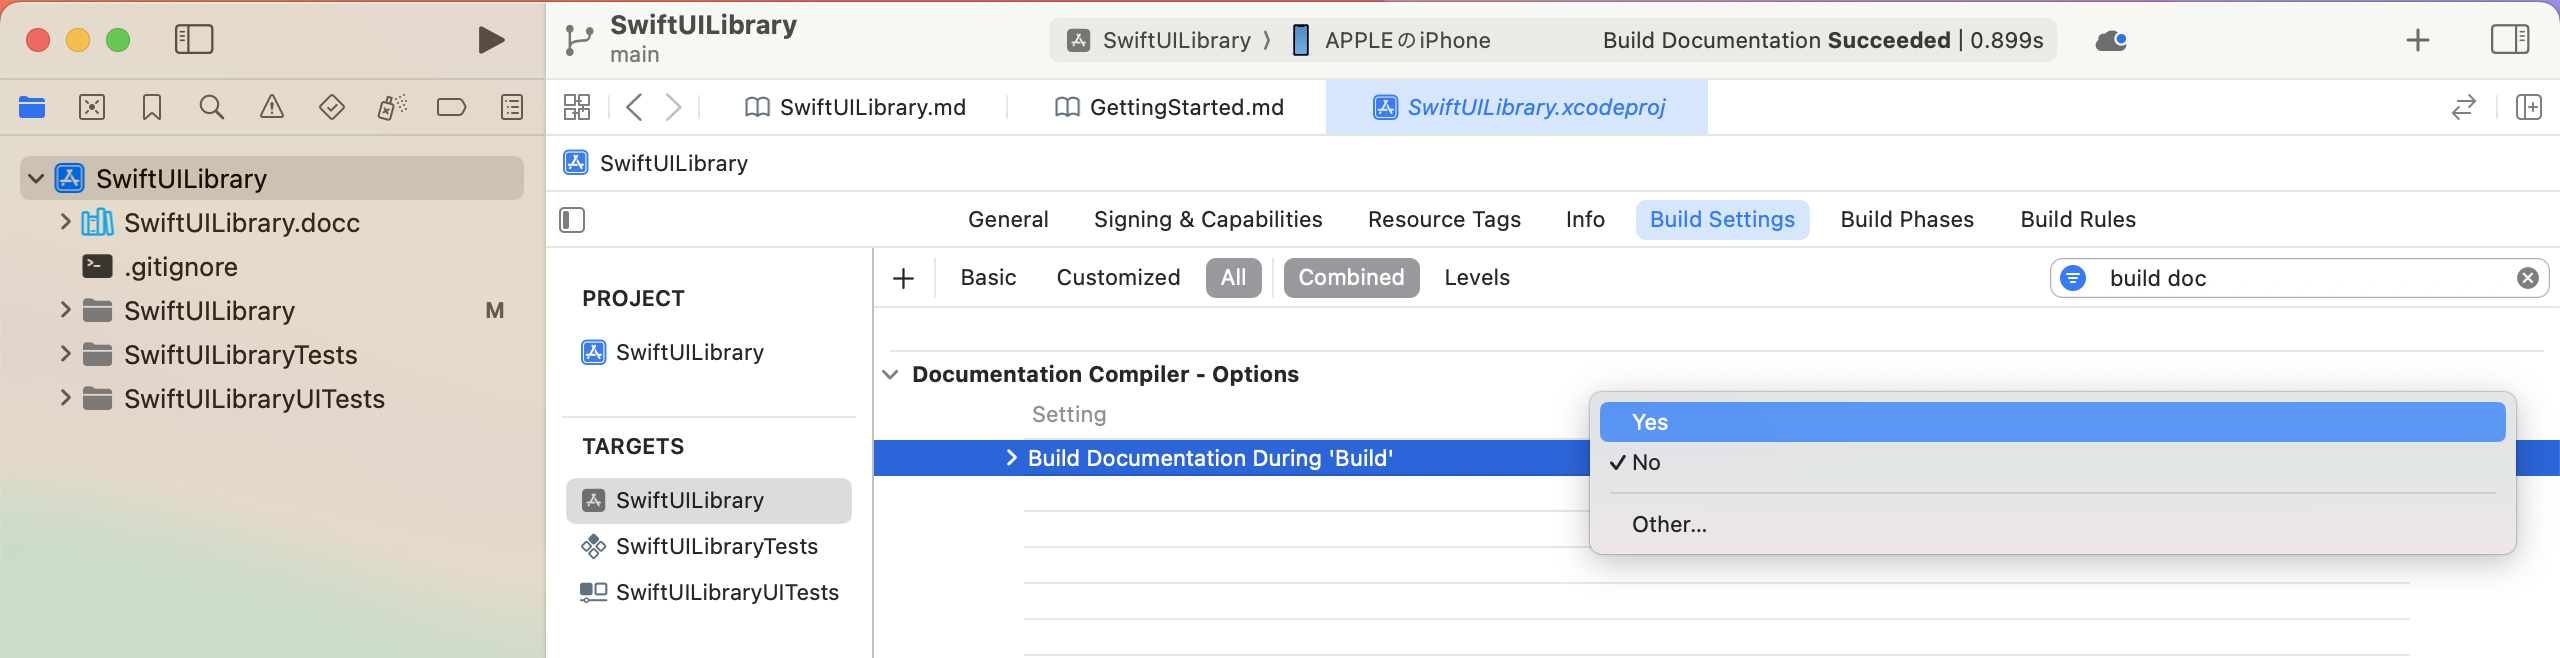 SwiftUILibrary
main
SwiftUILibrary 〉 APPLEのiPhone Build Documentation Succeeded | 0.899s
SwiftUILibrary.md GettingStarted.md SwiftUILibrary.xcodeproj
SwiftUILibrary
SwiftUILibrary
SwiftUILibrary.docc
.gitignore
SwiftUILibrary M
SwiftUILibraryTests
SwiftUILibraryUITests
General Signing & Capabilities Resource Tags Info Build Settings Build Phases Build Rules
PROJECT
SwiftUILibrary
TARGETS
SwiftUILibrary
SwiftUILibraryTests
SwiftUILibraryUITests
Basic Customized All Combined Levels build doc
Documentation Compiler - Options
Setting
Build Documentation During 'Build'
Yes
No
Other...